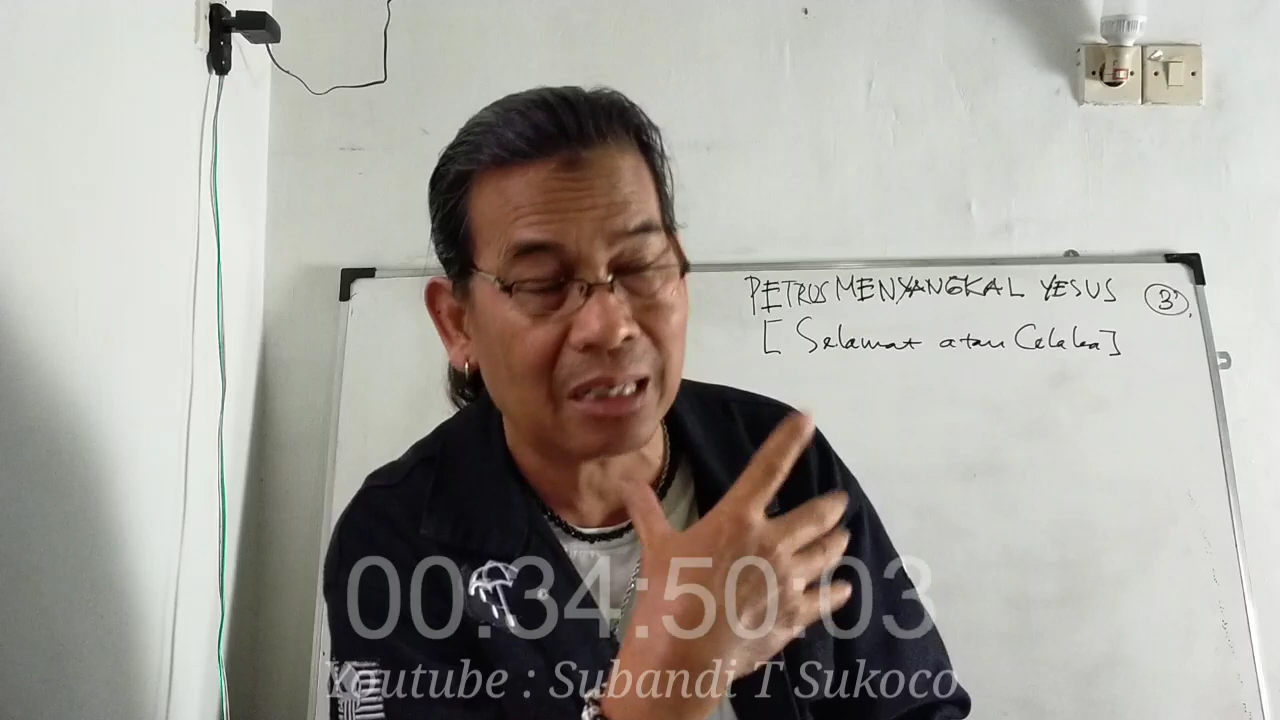 PETRUS MENYANGKAL YESUS 3
[Selamat atau Celaka]
00:34:50:03
Youtube : Subandi T Sukoco